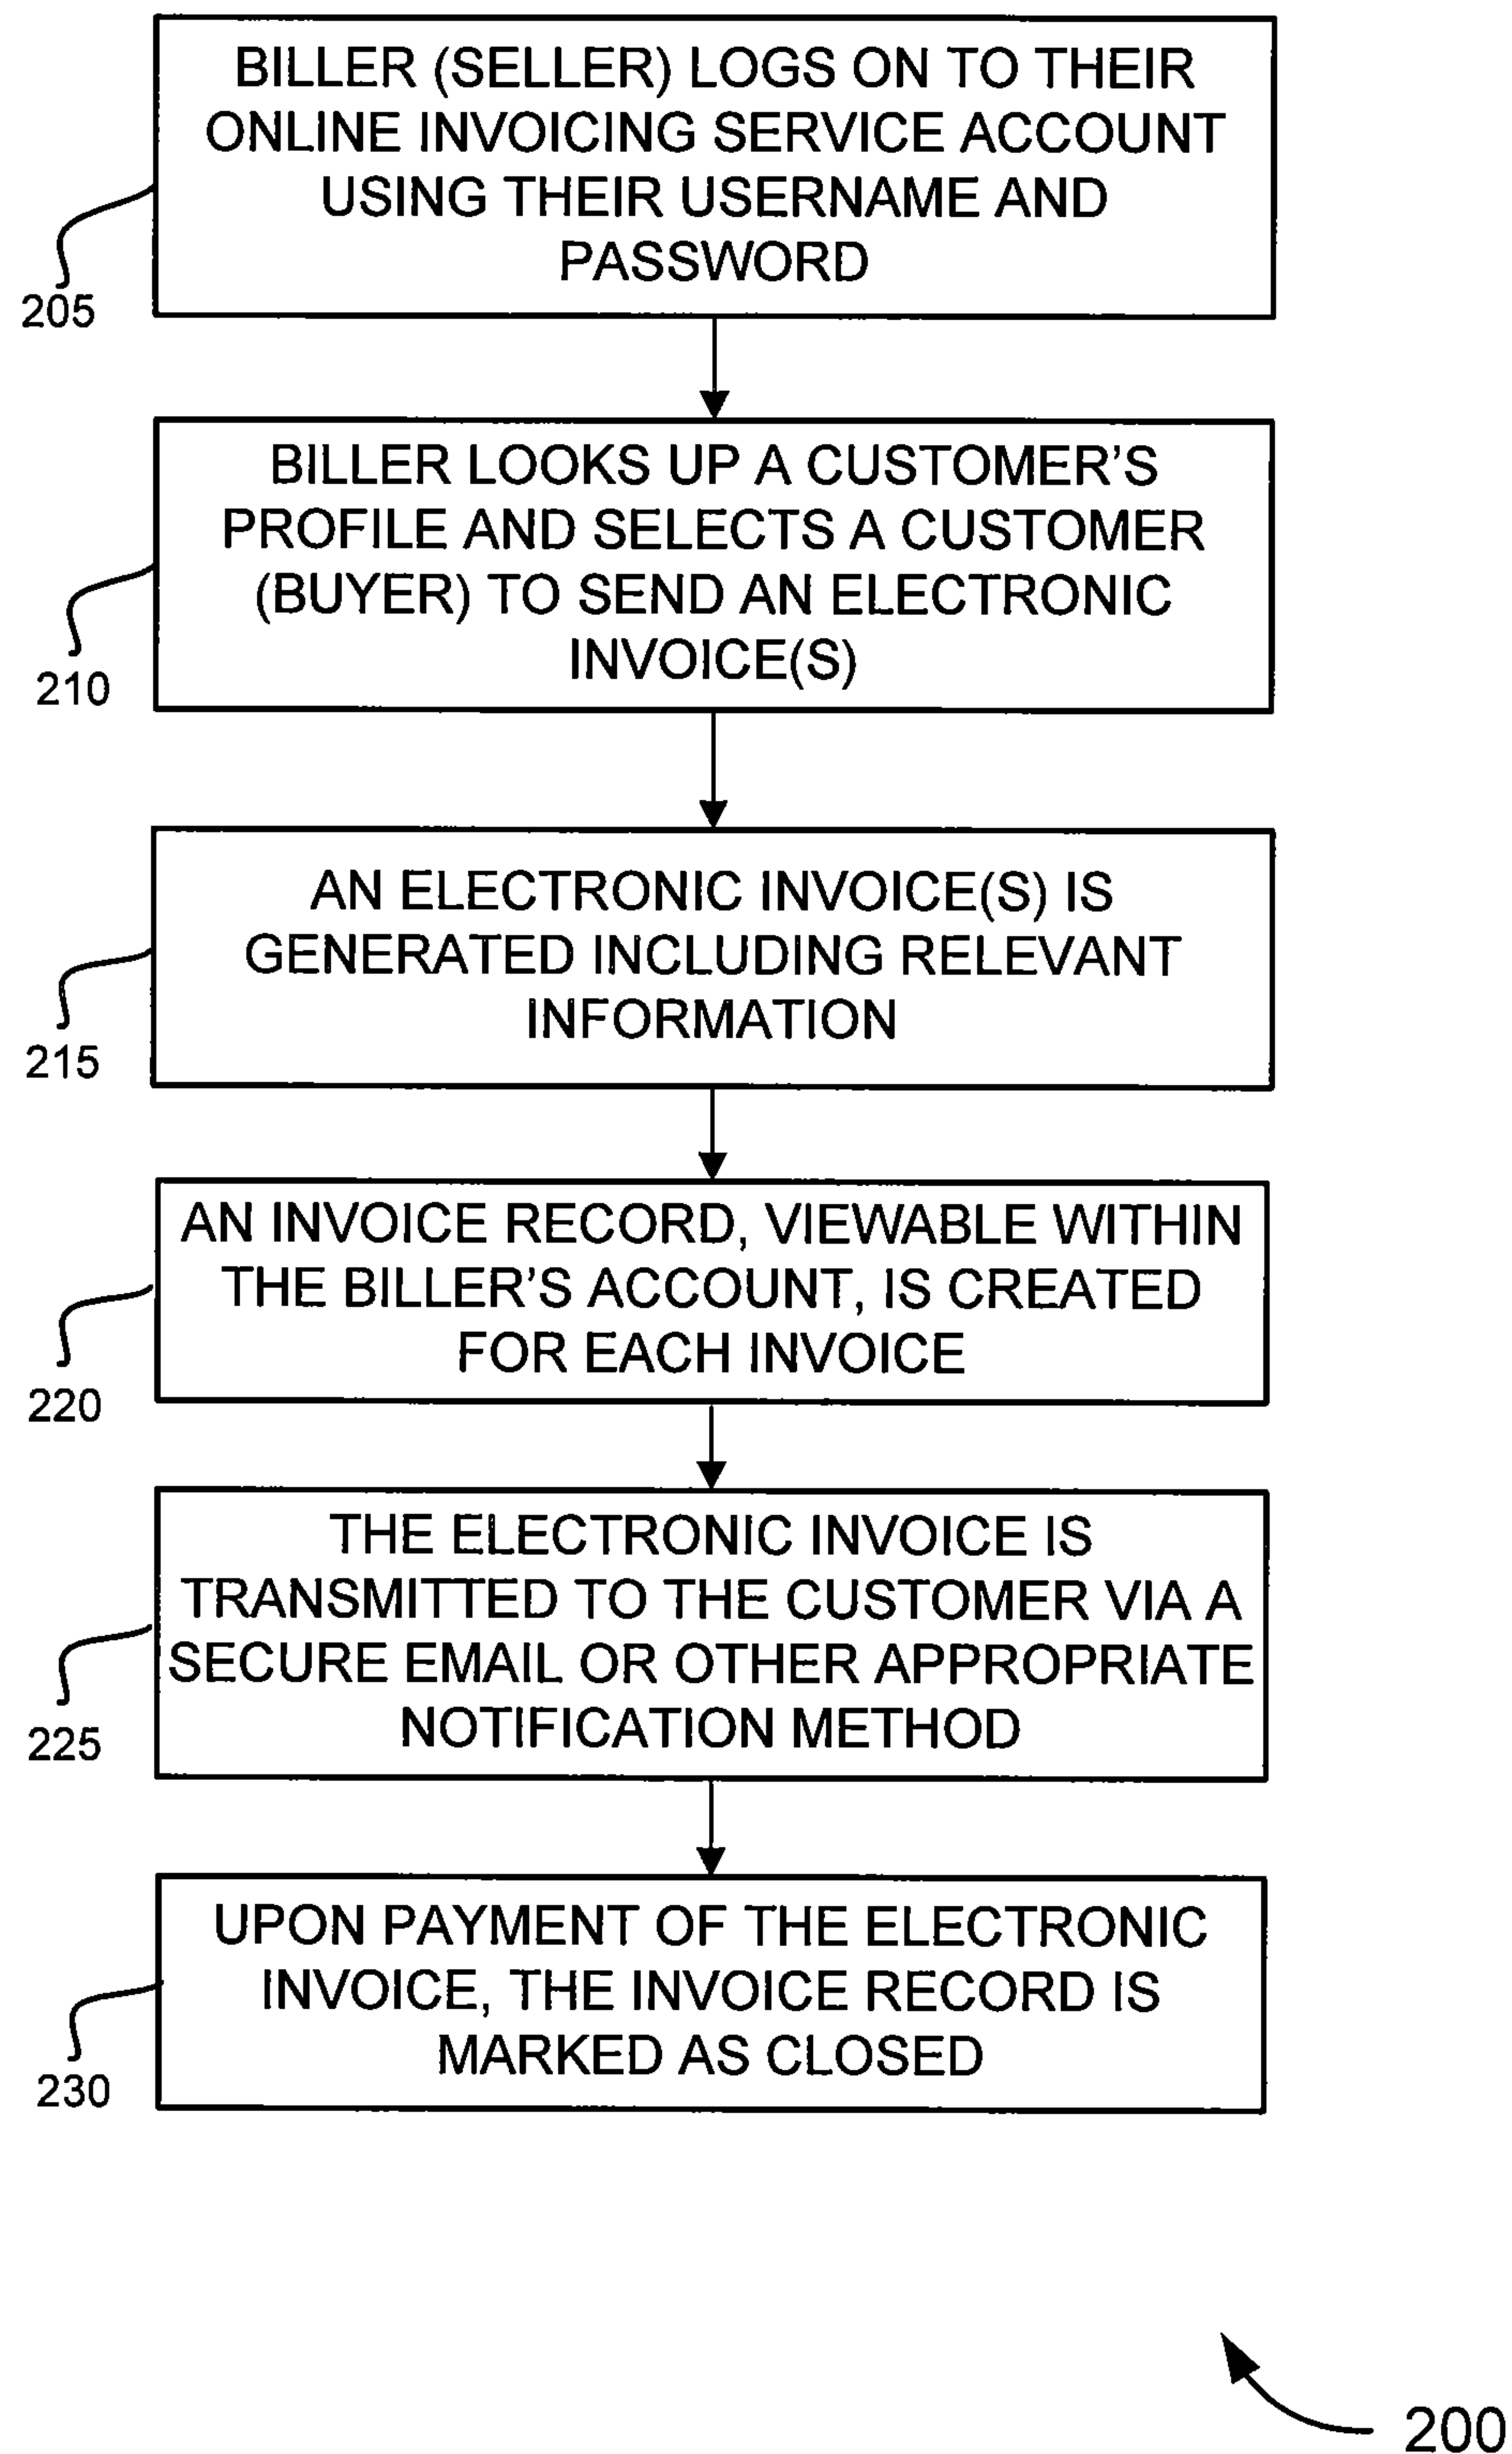 BILLER (SELLER) LOGS ON TO THEIR
ONLINE INVOICING SERVICE ACCOUNT
USING THEIR USERNAME AND
PASSWORD
205
BILLER LOOKS UP A CUSTOMER’S
PROFILE AND SELECTS A CUSTOMER
(BUYER) TO SEND AN ELECTRONIC
INVOICE(S)
210
AN ELECTRONIC INVOICE(S) IS
GENERATED INCLUDING RELEVANT
INFORMATION
215
AN INVOICE RECORD, VIEWABLE WITHIN
THE BILLER’S ACCOUNT, IS CREATED
FOR EACH INVOICE
220
THE ELECTRONIC INVOICE IS
TRANSMITTED TO THE CUSTOMER VIA A
SECURE EMAIL OR OTHER APPROPRIATE
NOTIFICATION METHOD
225
UPON PAYMENT OF THE ELECTRONIC
INVOICE, THE INVOICE RECORD IS
MARKED AS CLOSED
230
200